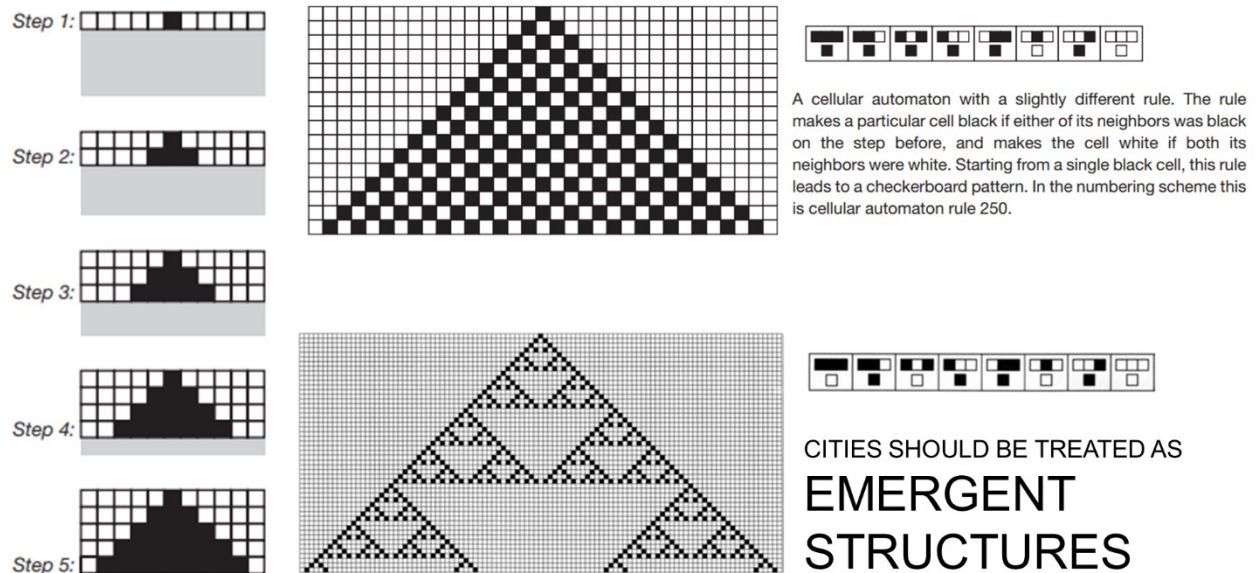 Step 1:
Step 2:
Step 3:
Step 4:
Step 5:
A cellular automaton with a slightly different rule. The rule
makes a particular cell black if either of its neighbors was black
on the step before, and makes the cell white if both its
neighbors were white. Starting from a single black cell, this rule
leads to a checkerboard pattern. In the numbering scheme this
is cellular automaton rule 250.
CITIES SHOULD BE TREATED AS
EMERGENT
STRUCTURES